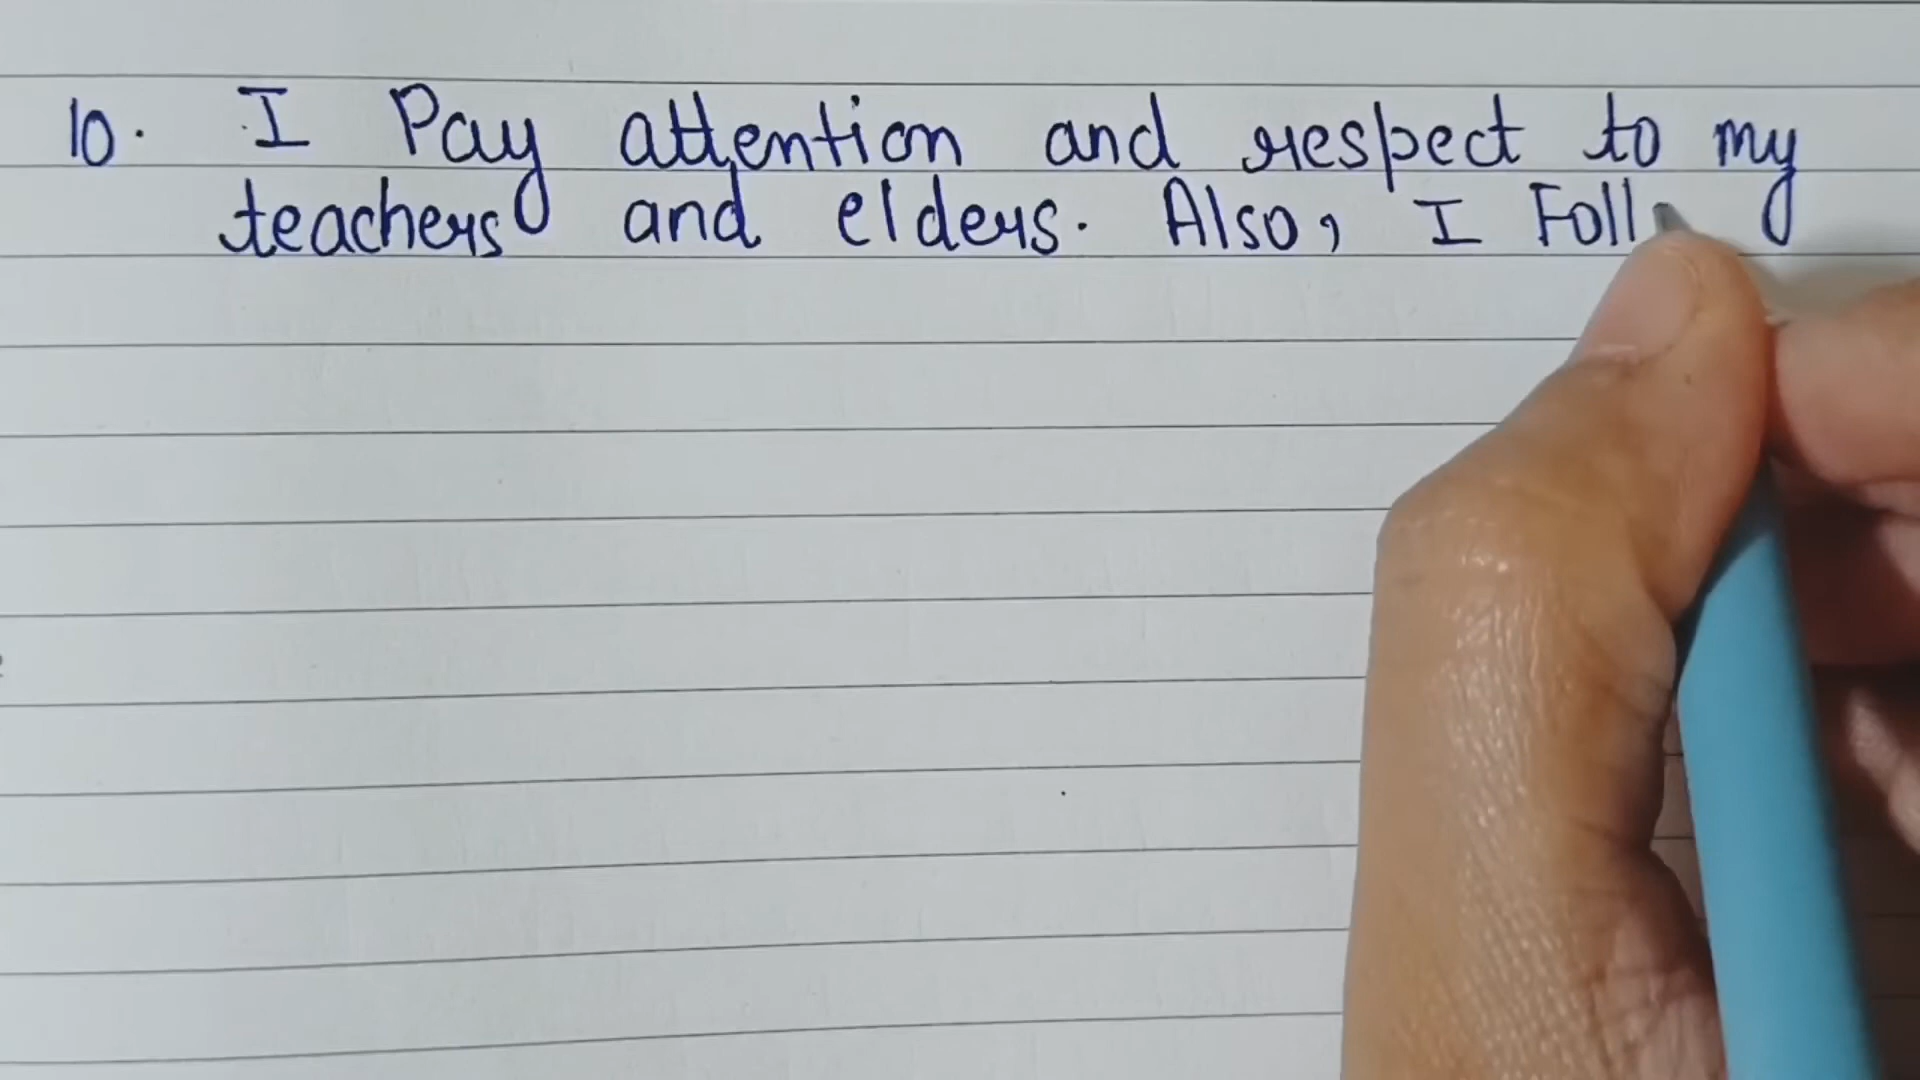 10. I Pay attention and respect to my
teachers and elders. Also, I Foll